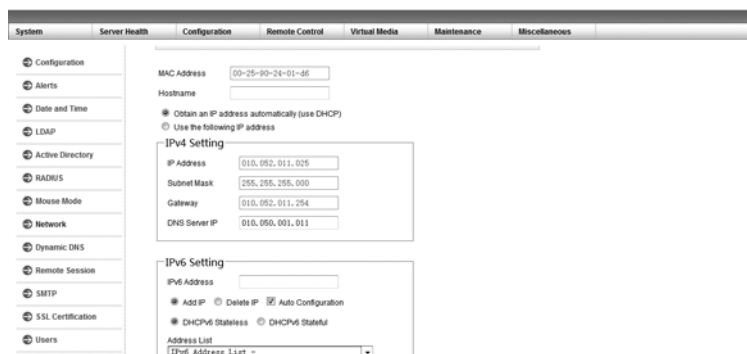 System Server Health Configuration Remote Control Virtual Media Maintenance Miscellaneous
Configuration
Alerts
Date and Time
LDAP
Active Directory
RADIUS
Mouse Mode
Network
Dynamic DNS
Remote Session
SMTP
SSL Certification
Users
MAC Address 00-25-90-24-01-d6
Hostname
Obtain an IP address automatically (use DHCP)
Use the following IP address
IPv4 Setting
IP Address 010.052.011.025
Subnet Mask 255.255.255.000
Gateway 010.052.011.254
DNS Server IP 010.050.001.011
IPv6 Setting
IPv6 Address
Add IP Delete IP Auto Configuration
DHCPv6 Stateless DHCPv6 Stateful
Address List
IPv6 Address List -